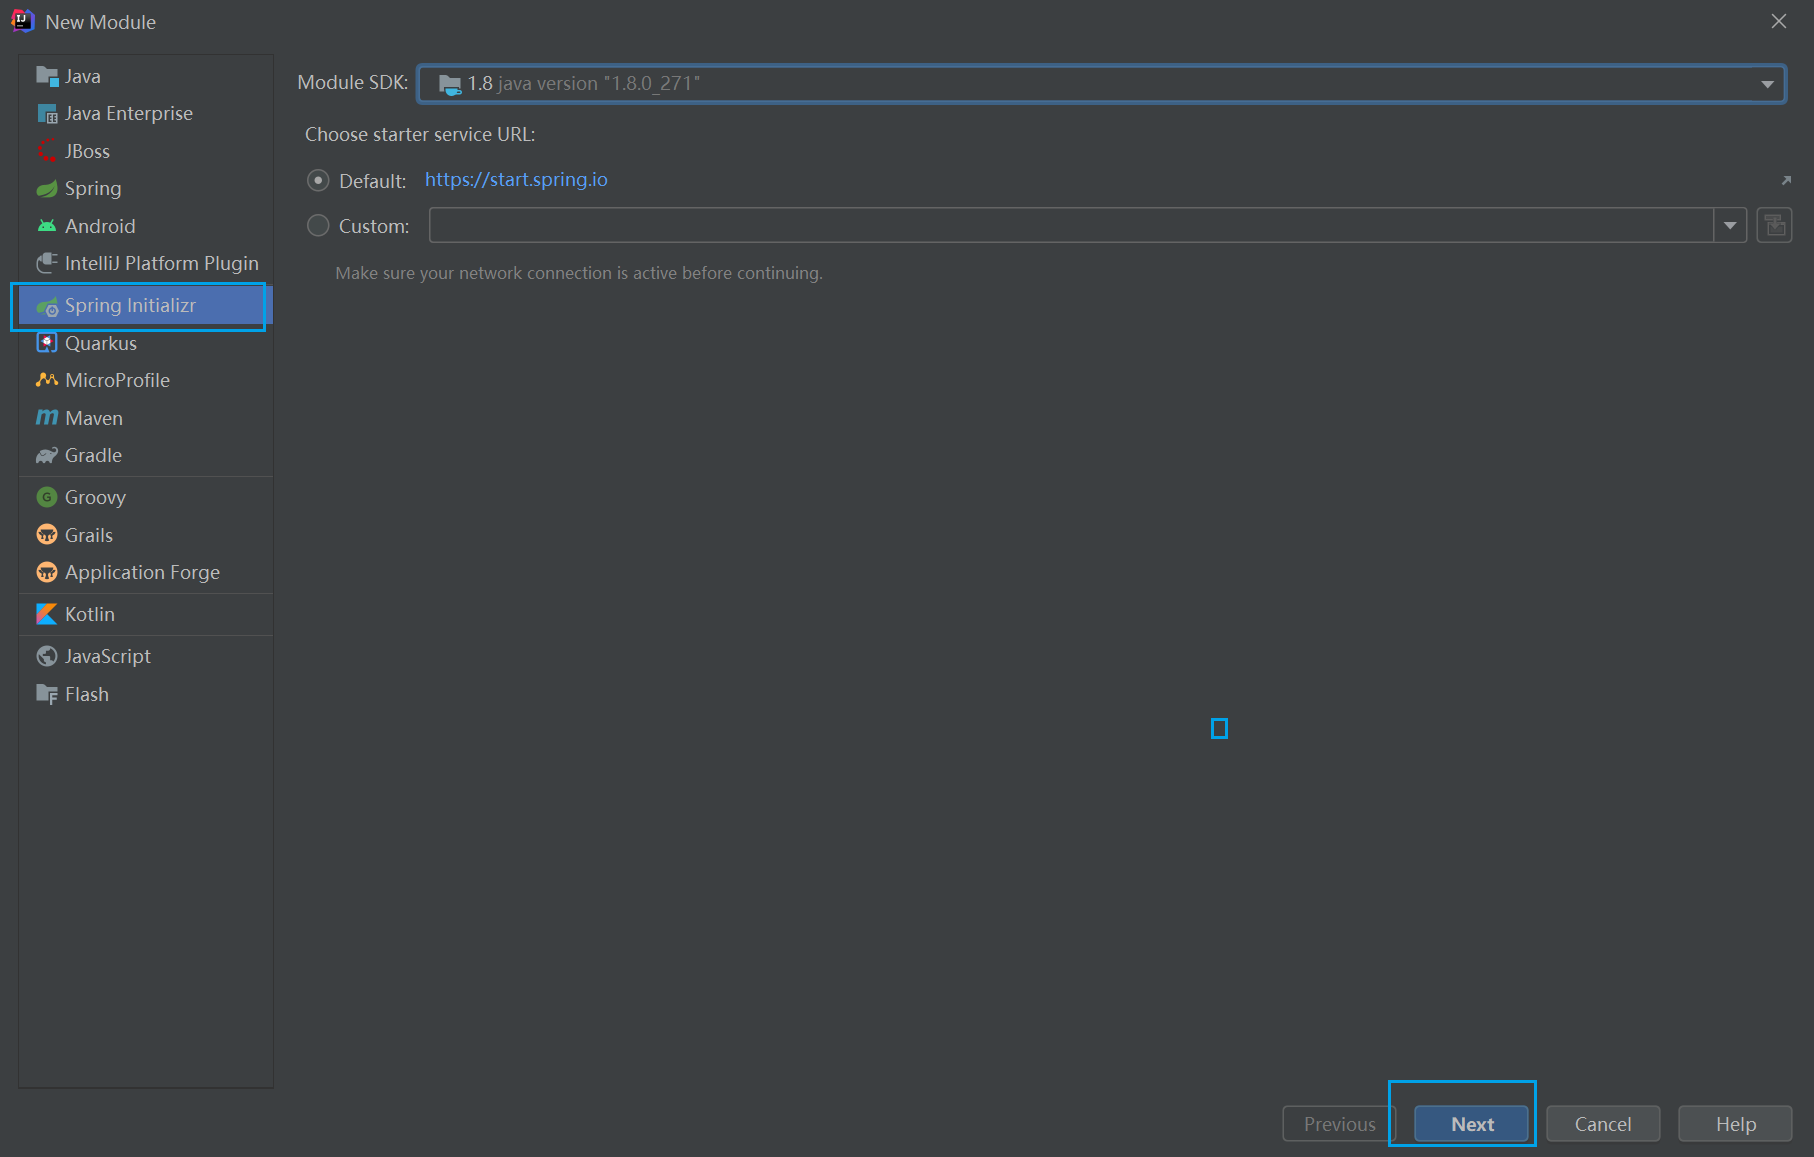 New Module
Java
Java Enterprise
JBoss
Spring
Android
IntelliJ Platform Plugin
Spring Initializr
Quarkus
MicroProfile
Maven
Gradle
Groovy
Grails
Application Forge
Kotlin
JavaScript
Flash
Module SDK: 1.8 java version "1.8.0_271"
Choose starter service URL:
Default: https://start.spring.io
Custom:
Make sure your network connection is active before continuing.
Previous Next Cancel Help